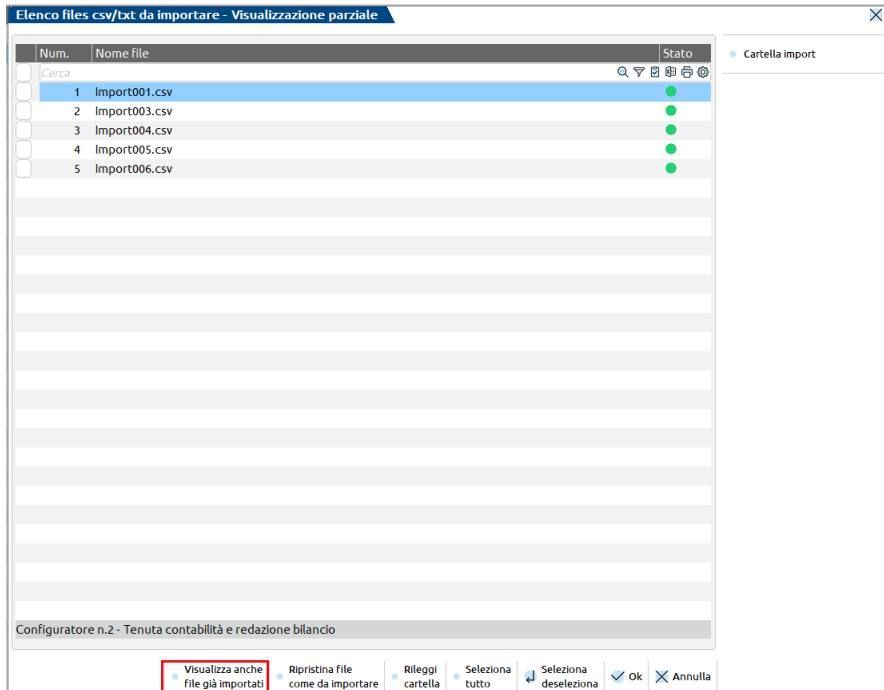 Elenco files csv/txt da importare - Visualizzazione parziale
Num. Nome file Stato
Cartella import
Cerca
1 Import001.csv
2 Import003.csv
3 Import004.csv
4 Import005.csv
5 Import006.csv
Configuratore n.2 - Tenuta contabilità e redazione bilancio
Visualizza anche
file già importati
Ripristina file
come da importare
Rileggi
cartella
Seleziona
tutto
Seleziona
deseleziona
Ok
Annulla